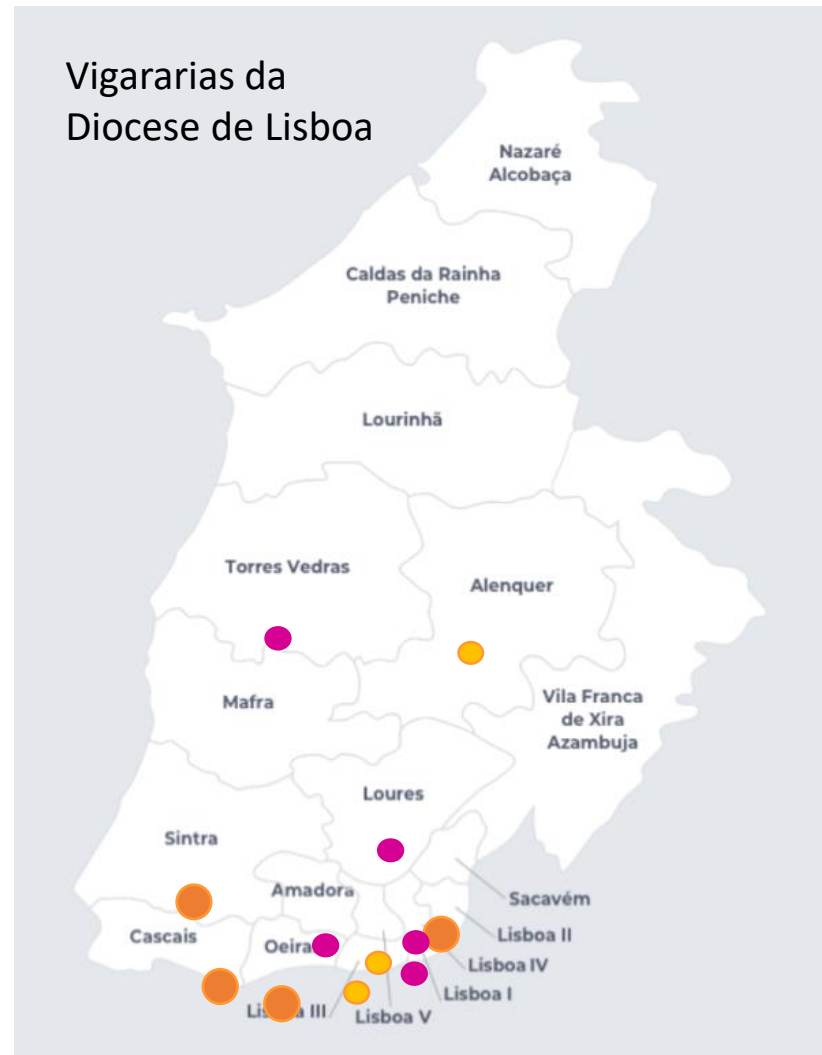 Vigararias da
Diocese de Lisboa
Nazaré
Alcobaça
Caldas da Rainha
Peniche
Lourinhã
Torres Vedras
Alenquer
Mafra
Vila Franca
de Xira
Azambuja
Loures
Sintra
Amadora
Sacavém
Cascais
Oeira
Lisboa II
Lisboa IV
Lisboa I
III
Lisboa V